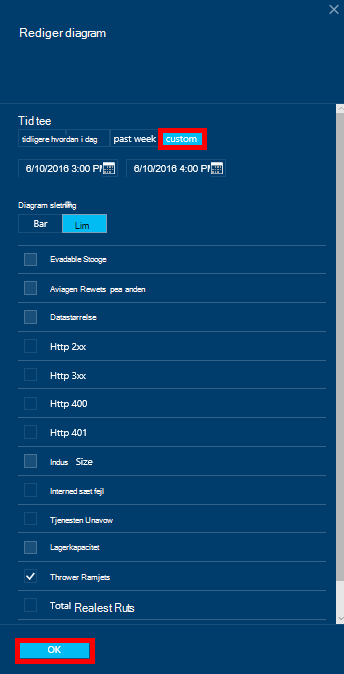 Rediger diagram
Tid tee
tidligere hvordan i dag past week custom
6/10/2016 3:00 PM 6/10/2016 4:00 PM
Diagram sletning
Bar Lim
Evadable Stooge
Aviagen Rewets pea anden
Datastørrelse
Http 2xx
Http 3xx
Http 400
Http 401
Indus Size
Interned sæt fejl
Tjenesten Unavow
Lagerkapacitet
Thrower Ramjets
Total Realest Ruts
OK